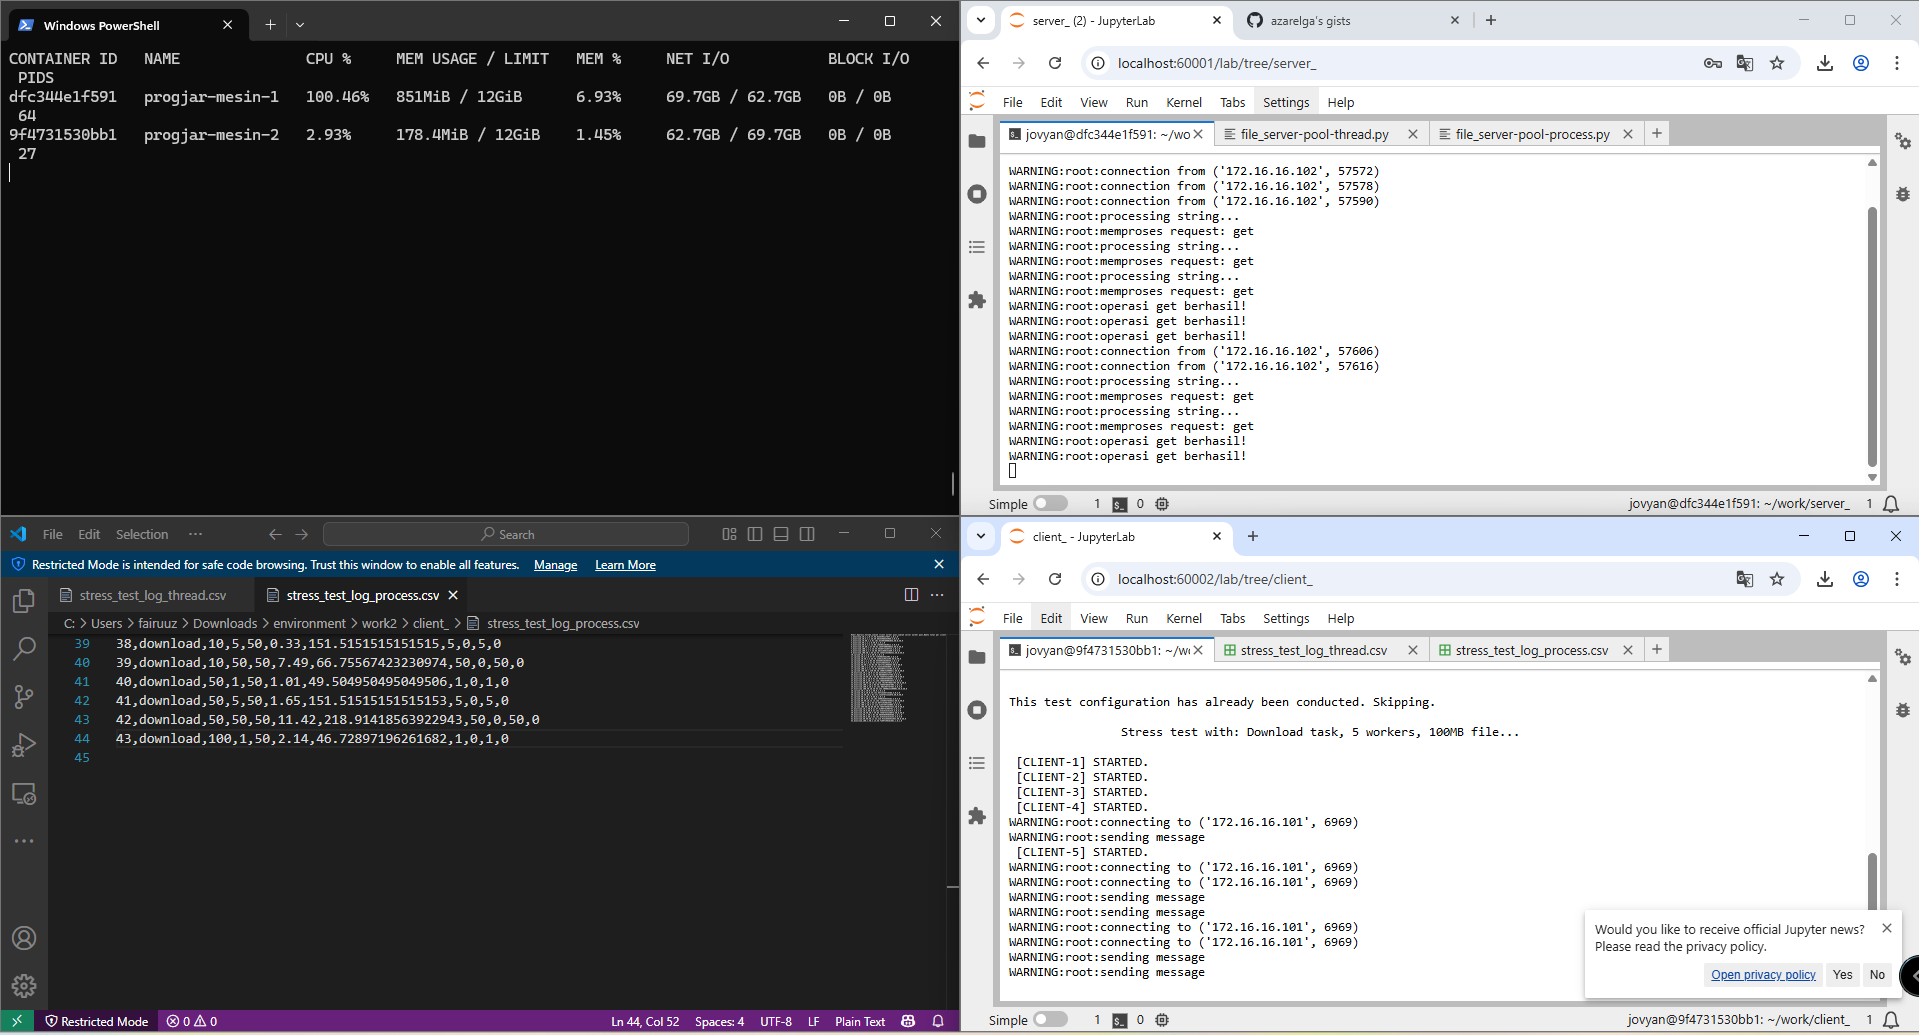 Windows PowerShell
CONTAINER ID   NAME              CPU %     MEM USAGE / LIMIT   MEM %     NET I/O           BLOCK I/O
PIDS
dfc344e1f591   progjar-mesin-1   100.46%   851MiB / 12GiB      6.93%     69.7GB / 62.7GB   0B / 0B
64
9f4731530bb1   progjar-mesin-2   2.93%     178.4MiB / 12GiB    1.45%     62.7GB / 69.7GB   0B / 0B
27
server_ (2) - JupyterLab
azarelga's gists
localhost:60001/lab/tree/server_
File Edit View Run Kernel Tabs Settings Help
jovyan@dfc344e1f591: ~/wo
file_server-pool-thread.py
file_server-pool-process.py
WARNING:root:connection from ('172.16.16.102', 57572)
WARNING:root:connection from ('172.16.16.102', 57578)
WARNING:root:connection from ('172.16.16.102', 57590)
WARNING:root:processing string...
WARNING:root:memproses request: get
WARNING:root:processing string...
WARNING:root:memproses request: get
WARNING:root:processing string...
WARNING:root:memproses request: get
WARNING:root:operasi get berhasil!
WARNING:root:operasi get berhasil!
WARNING:root:operasi get berhasil!
WARNING:root:connection from ('172.16.16.102', 57606)
WARNING:root:connection from ('172.16.16.102', 57616)
WARNING:root:processing string...
WARNING:root:memproses request: get
WARNING:root:processing string...
WARNING:root:memproses request: get
WARNING:root:operasi get berhasil!
WARNING:root:operasi get berhasil!
Simple 1 0 jovyan@dfc344e1f591: ~/work/server_ 1
File Edit Selection ··· Search
Restricted Mode is intended for safe code browsing. Trust this window to enable all features. Manage Learn More
stress_test_log_thread.csv
stress_test_log_process.csv
C: > Users > fairuuz > Downloads > environment > work2 > client_ > stress_test_log_process.csv
39 38,download,10,5,50,0.33,151.5151515151515,5,0,5,0
40 39,download,10,50,50,7.49,66.75567423230974,50,0,50,0
41 40,download,50,1,50,1.01,49.504950495049506,1,0,1,0
42 41,download,50,5,50,1.65,151.51515151515153,5,0,5,0
43 42,download,50,50,50,11.42,218.91418563922943,50,0,50,0
44 43,download,100,1,50,2.14,46.72897196261682,1,0,1,0
45
Restricted Mode 0 0 Ln 44, Col 52 Spaces: 4 UTF-8 LF Plain Text
client_ - JupyterLab
localhost:60002/lab/tree/client_
File Edit View Run Kernel Tabs Settings Help
jovyan@9f4731530bb1: ~/w
stress_test_log_thread.csv
stress_test_log_process.csv
This test configuration has already been conducted. Skipping.
Stress test with: Download task, 5 workers, 100MB file...
[CLIENT-1] STARTED.
[CLIENT-2] STARTED.
[CLIENT-3] STARTED.
[CLIENT-4] STARTED.
WARNING:root:connecting to ('172.16.16.101', 6969)
WARNING:root:sending message
[CLIENT-5] STARTED.
WARNING:root:connecting to ('172.16.16.101', 6969)
WARNING:root:connecting to ('172.16.16.101', 6969)
WARNING:root:sending message
WARNING:root:sending message
WARNING:root:connecting to ('172.16.16.101', 6969)
WARNING:root:connecting to ('172.16.16.101', 6969)
WARNING:root:sending message
WARNING:root:sending message
Would you like to receive official Jupyter news?
Please read the privacy policy.
Open privacy policy Yes No
Simple 1 0 jovyan@9f4731530bb1: ~/work/client_ 1